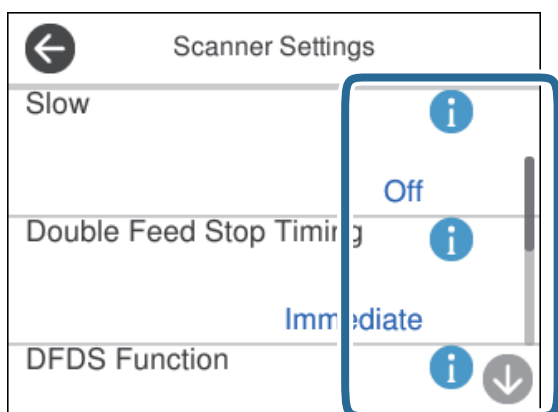 Scanner Settings
Slow
i
Off
Double Feed Stop Timing
i
Immediate
DFDS Function
i